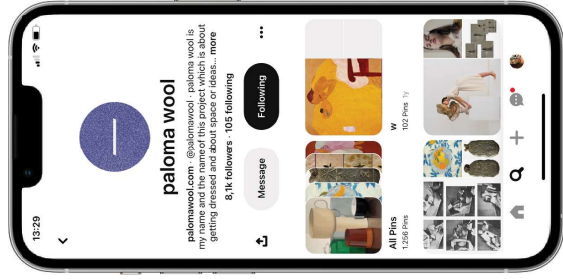 13:29
paloma wool
palomawool.com · @palomawool · paloma wool is
my name and the name of this project which is about
getting dressed and about space or ideas... more
8,1k followers · 105 following
Message
Following
All Pins
1.256 Pins
w
102 Pins 1y